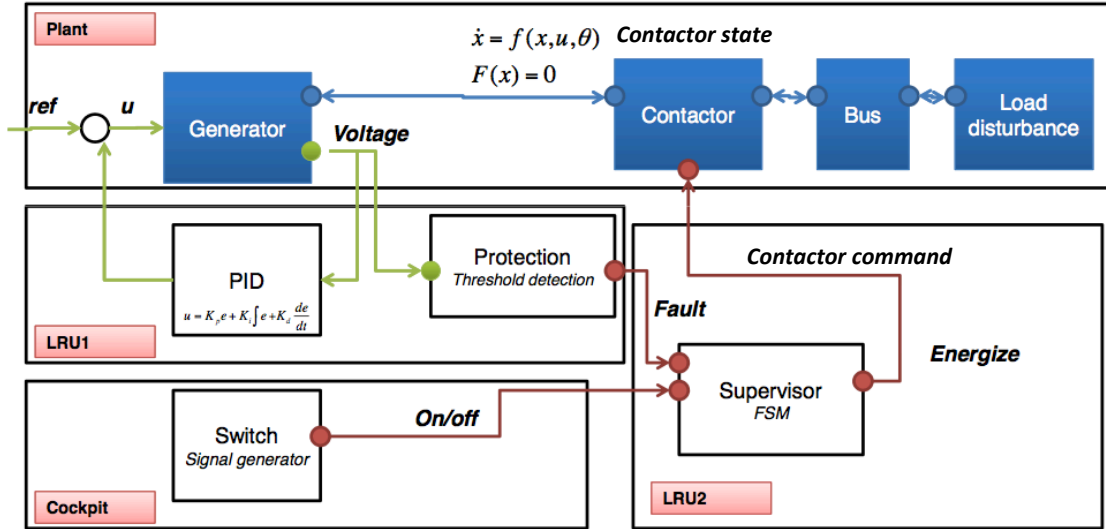 Plant
ẋ = f(x,u,θ)
Contactor state
F(x) = 0
ref
u
Generator
Voltage
Contactor
Bus
Load
disturbance
PID
u = K_p e + K_i ∫ e + K_d de/dt
Protection
Threshold detection
LRU1
Contactor command
Fault
Energize
Supervisor
FSM
LRU2
Switch
Signal generator
On/off
Cockpit